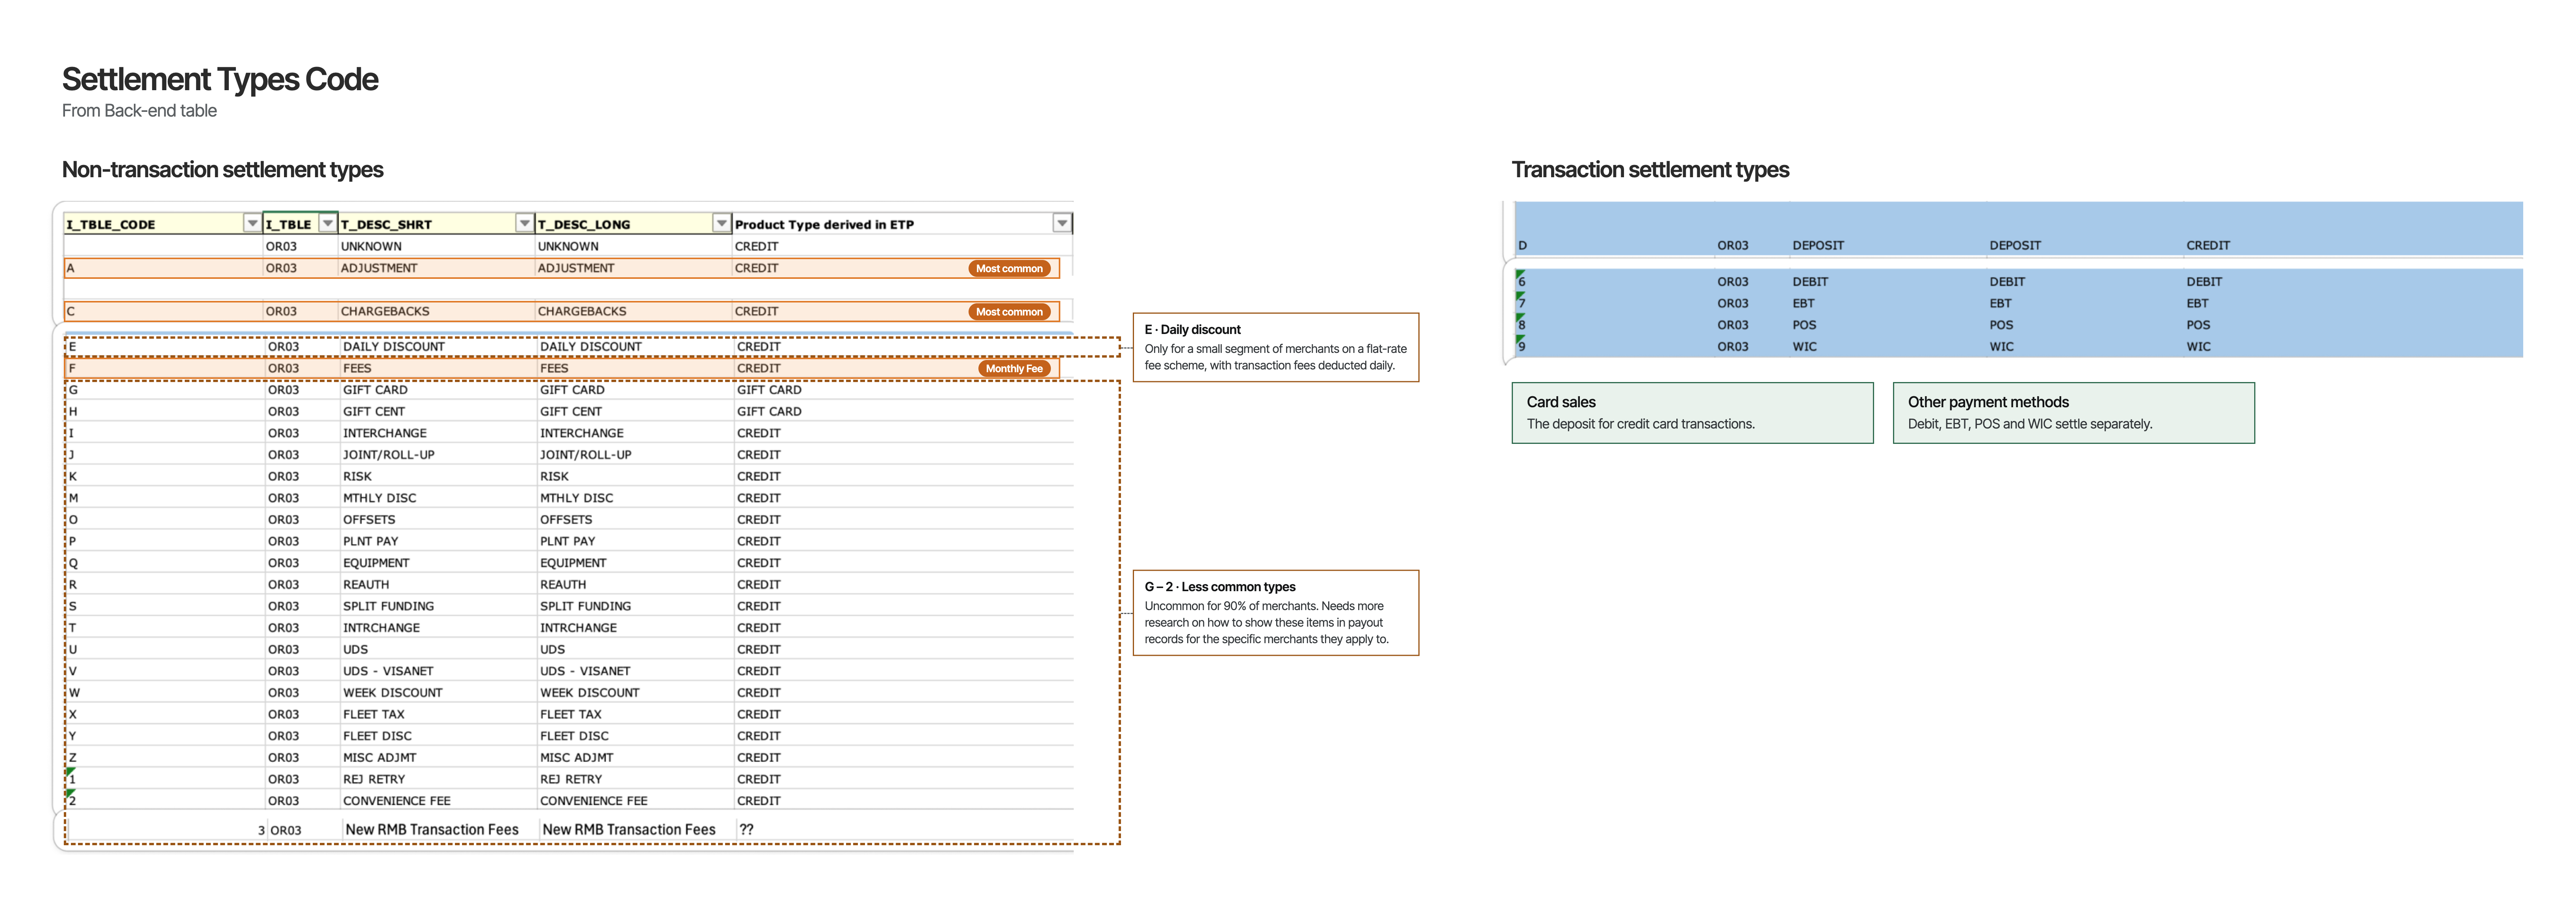 Settlement Types Code
From Back-end table
Non-transaction settlement types
I_TBLE_CODE I_TBLE T_DESC_SHRT T_DESC_LONG Product Type derived in ETP
OR03 UNKNOWN UNKNOWN CREDIT
A OR03 ADJUSTMENT ADJUSTMENT CREDIT Most common
C OR03 CHARGEBACKS CHARGEBACKS CREDIT Most common
E OR03 DAILY DISCOUNT DAILY DISCOUNT CREDIT
F OR03 FEES FEES CREDIT Monthly Fee
G OR03 GIFT CARD GIFT CARD GIFT CARD
H OR03 GIFT CENT GIFT CENT GIFT CARD
I OR03 INTERCHANGE INTERCHANGE CREDIT
J OR03 JOINT/ROLL-UP JOINT/ROLL-UP CREDIT
K OR03 RISK RISK CREDIT
M OR03 MTHLY DISC MTHLY DISC CREDIT
O OR03 OFFSETS OFFSETS CREDIT
P OR03 PLNT PAY PLNT PAY CREDIT
Q OR03 EQUIPMENT EQUIPMENT CREDIT
R OR03 REAUTH REAUTH CREDIT
S OR03 SPLIT FUNDING SPLIT FUNDING CREDIT
T OR03 INTRCHANGE INTRCHANGE CREDIT
U OR03 UDS UDS CREDIT
V OR03 UDS - VISANET UDS - VISANET CREDIT
W OR03 WEEK DISCOUNT WEEK DISCOUNT CREDIT
X OR03 FLEET TAX FLEET TAX CREDIT
Y OR03 FLEET DISC FLEET DISC CREDIT
Z OR03 MISC ADJMT MISC ADJMT CREDIT
1 OR03 REJ RETRY REJ RETRY CREDIT
2 OR03 CONVENIENCE FEE CONVENIENCE FEE CREDIT
3 OR03 New RMB Transaction Fees New RMB Transaction Fees ??
E · Daily discount
Only for a small segment of merchants on a flat-rate
fee scheme, with transaction fees deducted daily.
G – 2 · Less common types
Uncommon for 90% of merchants. Needs more
research on how to show these items in payout
records for the specific merchants they apply to.
Transaction settlement types
D OR03 DEPOSIT DEPOSIT CREDIT
6 OR03 DEBIT DEBIT DEBIT
7 OR03 EBT EBT EBT
8 OR03 POS POS POS
9 OR03 WIC WIC WIC
Card sales
The deposit for credit card transactions.
Other payment methods
Debit, EBT, POS and WIC settle separately.